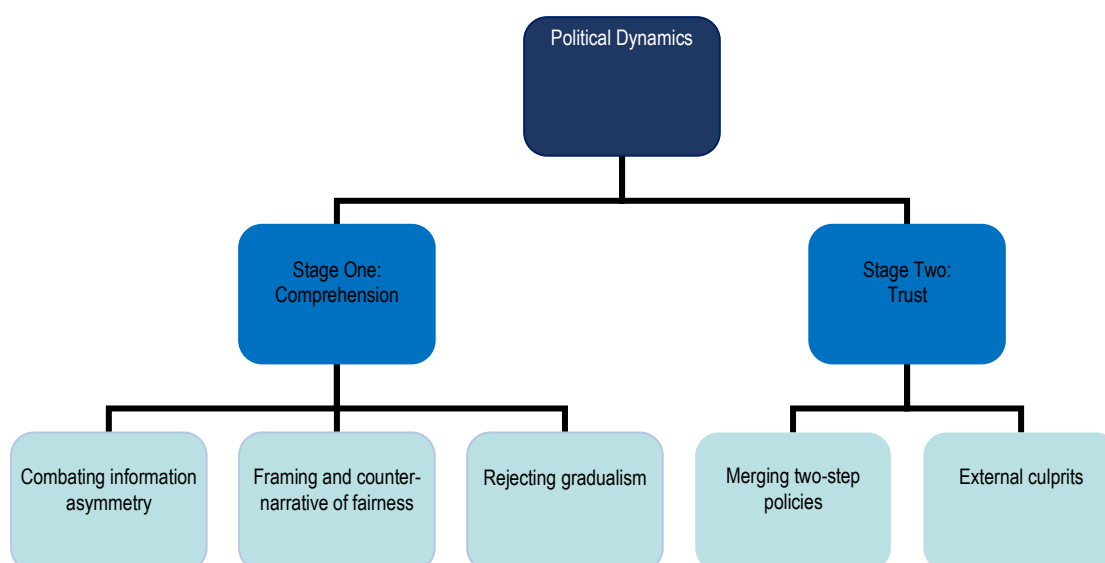 Political Dynamics
Stage One:
Comprehension
Stage Two:
Trust
Combating information
asymmetry
Framing and counter-
narrative of fairness
Rejecting gradualism
Merging two-step
policies
External culprits